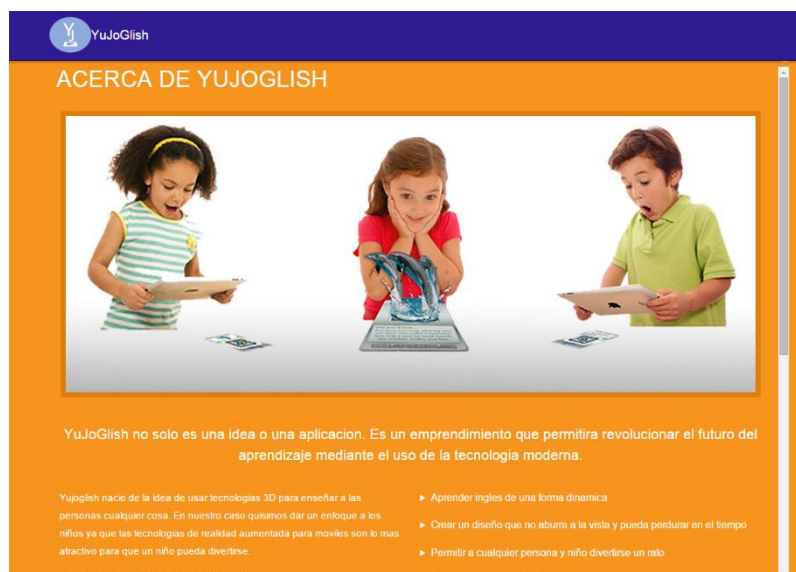 YJ
YuJoGlish
ACERCA DE YUJOGLISH
YuJoGlish no solo es una idea o una aplicacion. Es un emprendimiento que permitira revolucionar el futuro del
aprendizaje mediante el uso de la tecnologia moderna.
Yujoglish nacio de la idea de usar tecnologias 3D para enseñar a las
personas cualquier cosa. En nuestro caso quisimos dar un enfoque a los
niños ya que las tecnologias de realidad aumentada para moviles son lo mas
atractivo para que un niño pueda divertirse.
Aprender ingles de una forma dinamica
Crear un diseño que no aburra a la vista y pueda perdurar en el tiempo
Permitir a cualquier persona y niño divertirse un rato